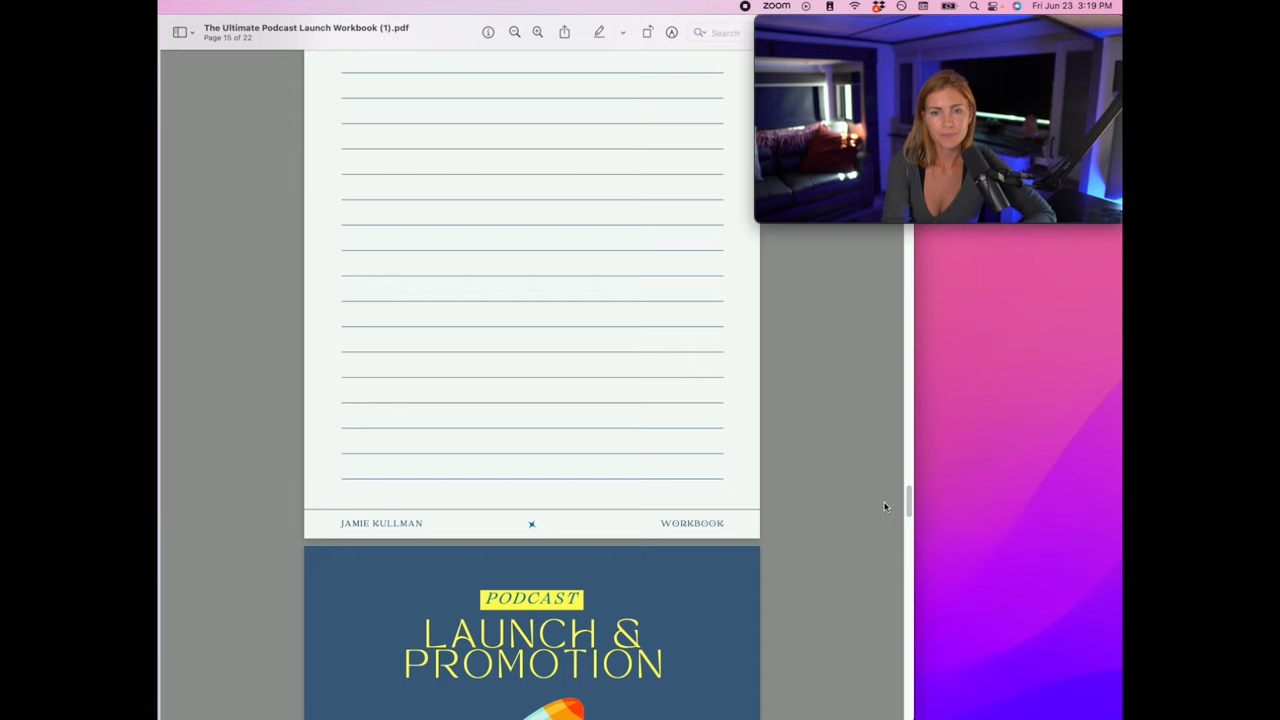 zoom
Fri Jun 23 3:19 PM
The Ultimate Podcast Launch Workbook (1).pdf
Page 15 of 22
Search
JAMIE KULLMAN
WORKBOOK
PODCAST
LAUNCH &
PROMOTION